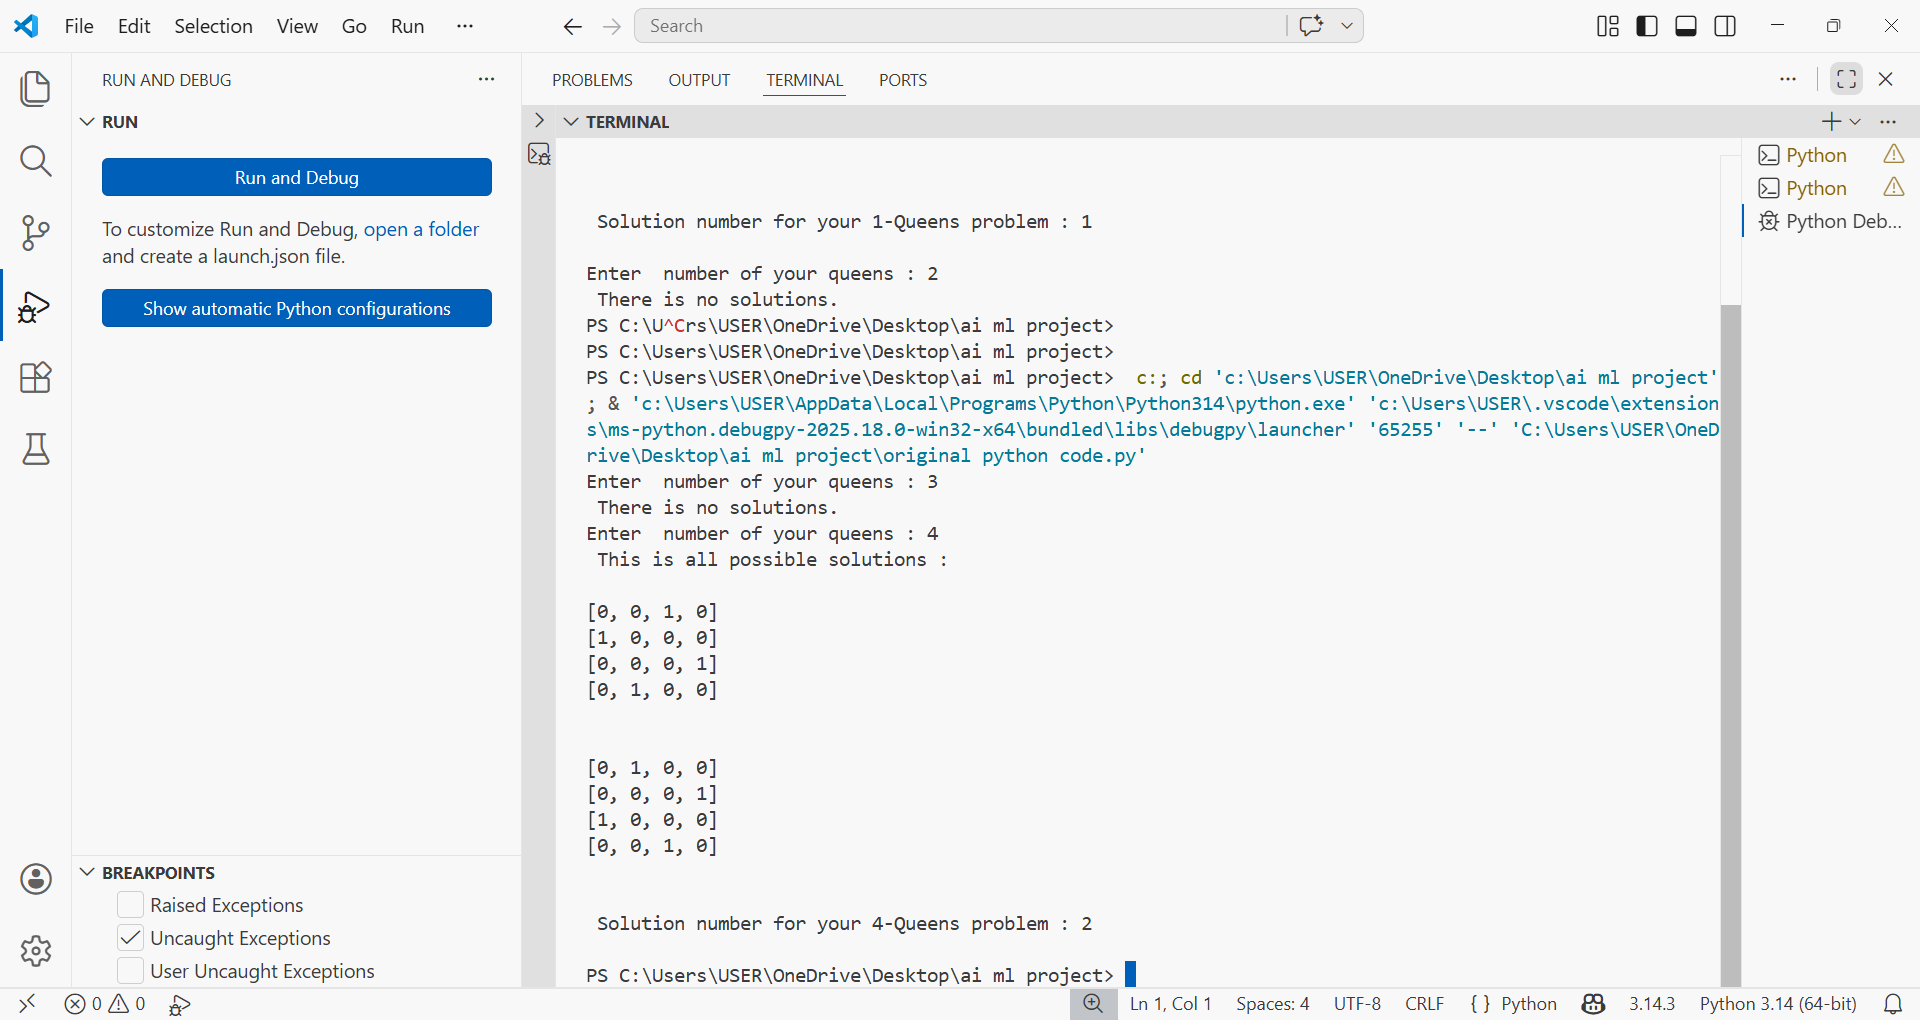 File Edit Selection View Go Run ···
Search
RUN AND DEBUG ···
RUN
Run and Debug
To customize Run and Debug, open a folder
and create a launch.json file.
Show automatic Python configurations
BREAKPOINTS
Raised Exceptions
Uncaught Exceptions
User Uncaught Exceptions
PROBLEMS OUTPUT TERMINAL PORTS
TERMINAL
Solution number for your 1-Queens problem : 1
Enter  number of your queens : 2
There is no solutions.
PS C:\U^Crs\USER\OneDrive\Desktop\ai ml project>
PS C:\Users\USER\OneDrive\Desktop\ai ml project>
PS C:\Users\USER\OneDrive\Desktop\ai ml project>  c:; cd 'c:\Users\USER\OneDrive\Desktop\ai ml project'
; & 'c:\Users\USER\AppData\Local\Programs\Python\Python314\python.exe' 'c:\Users\USER\.vscode\extension
s\ms-python.debugpy-2025.18.0-win32-x64\bundled\libs\debugpy\launcher' '65255' '--' 'C:\Users\USER\OneD
rive\Desktop\ai ml project\original python code.py'
Enter  number of your queens : 3
There is no solutions.
Enter  number of your queens : 4
This is all possible solutions :
[0, 0, 1, 0]
[1, 0, 0, 0]
[0, 0, 0, 1]
[0, 1, 0, 0]
[0, 1, 0, 0]
[0, 0, 0, 1]
[1, 0, 0, 0]
[0, 0, 1, 0]
Solution number for your 4-Queens problem : 2
PS C:\Users\USER\OneDrive\Desktop\ai ml project>
Python
Python
Python Deb...
0 0
Ln 1, Col 1 Spaces: 4 UTF-8 CRLF { } Python 3.14.3 Python 3.14 (64-bit)